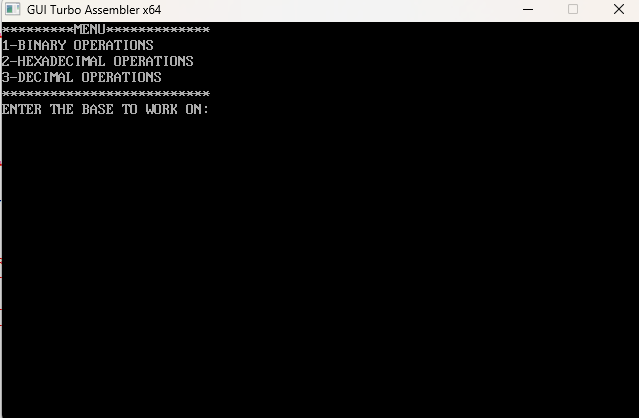 GUI Turbo Assembler x64
*********MENU*************
1-BINARY OPERATIONS
2-HEXADECIMAL OPERATIONS
3-DECIMAL OPERATIONS
**************************
ENTER THE BASE TO WORK ON: